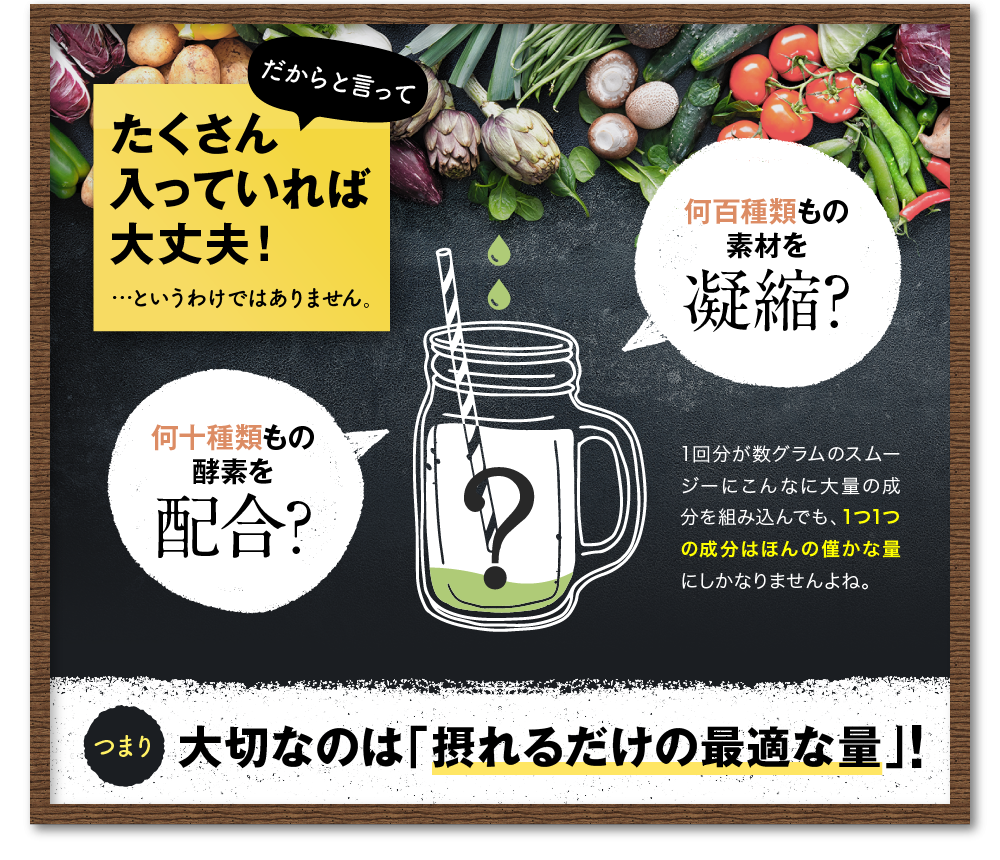 だからと言って
たくさん
入っていれば
大丈夫！
…というわけではありません。
何百種類もの
素材を
凝縮？
何十種類もの
酵素を
配合？
?
1回分が数グラムのスムー
ジーにこんなに大量の成
分を組み込んでも、1つ1つ
の成分はほんの僅かな量
にしかなりませんよね。
つまり
大切なのは「摂れるだけの最適な量」！